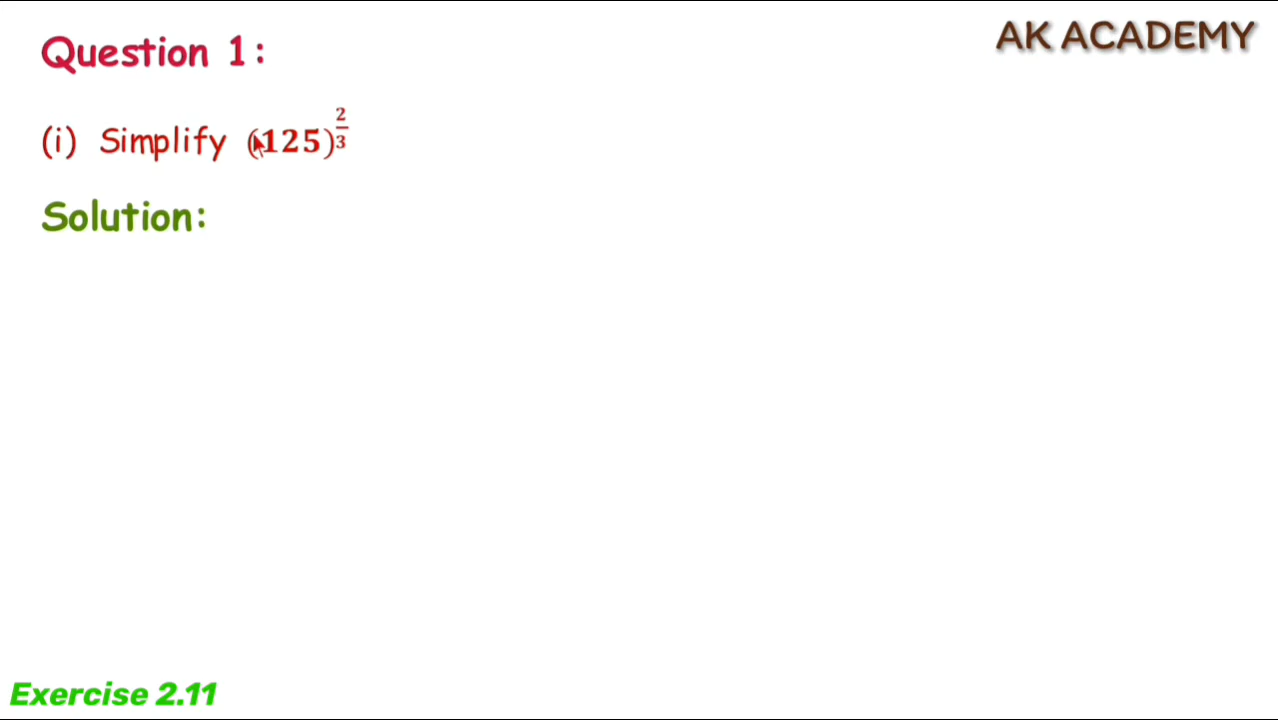 AK ACADEMY
Question 1:
(i) Simplify (125)^{2/3}
Solution:
Exercise 2.11